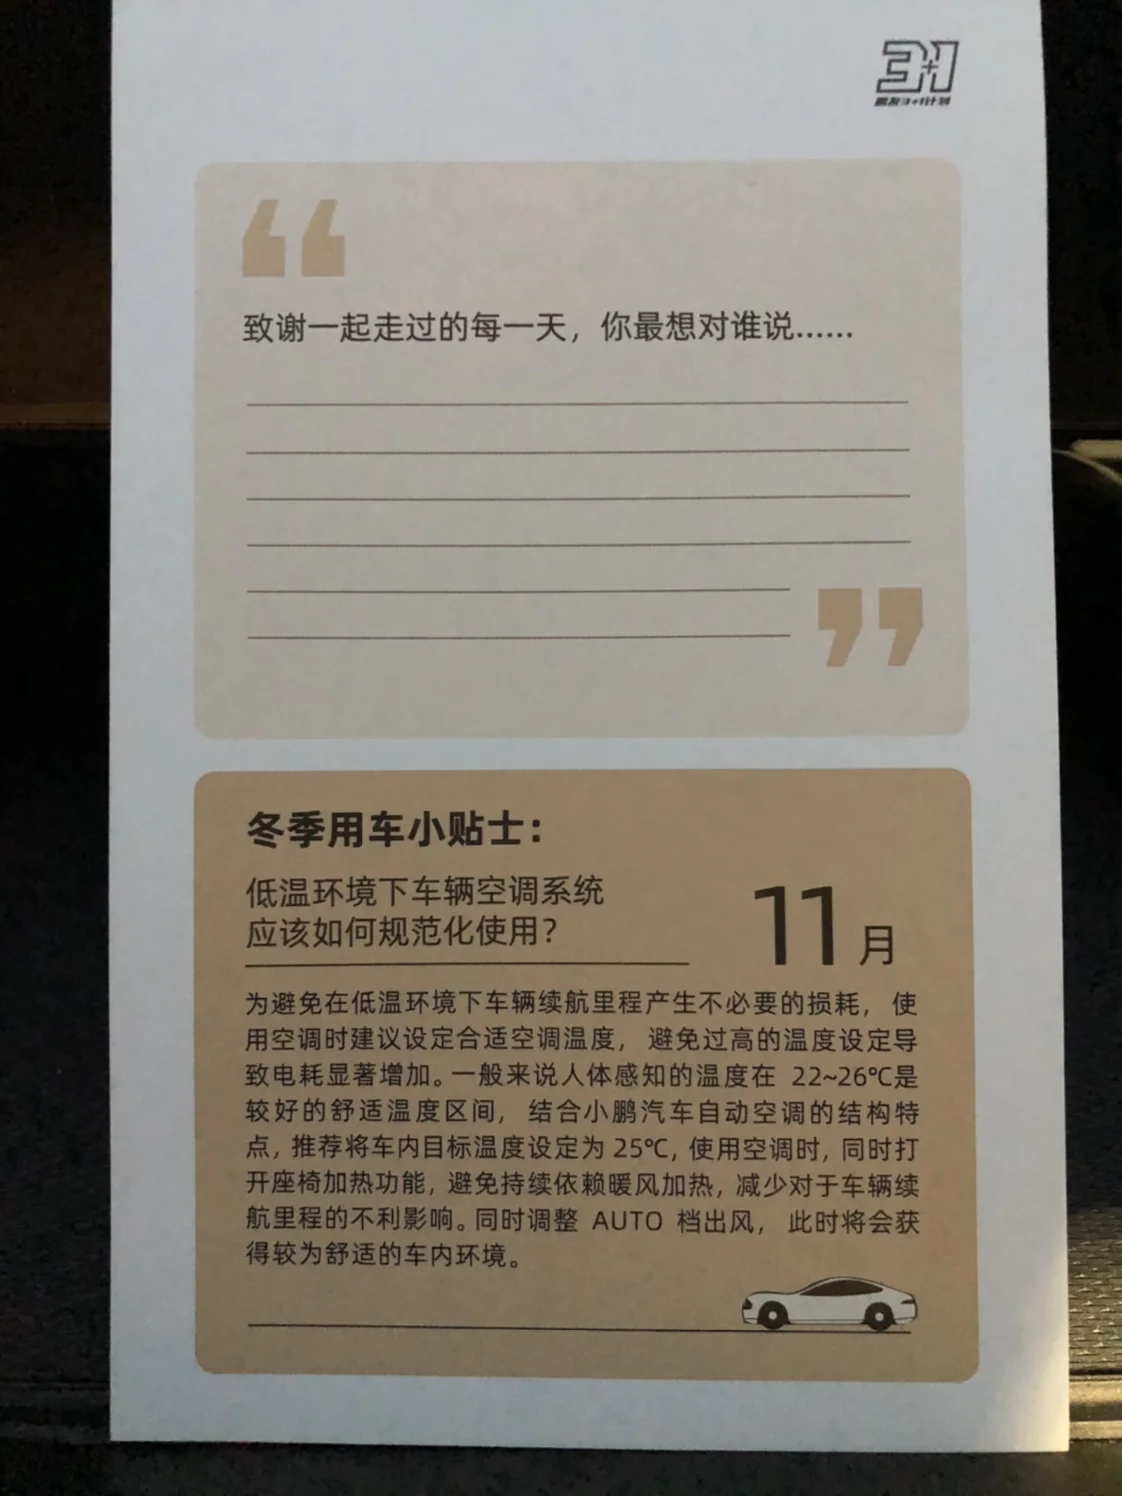 3+1
鹏友3+1计划
致谢一起走过的每一天，你最想对谁说……
冬季用车小贴士：
低温环境下车辆空调系统
应该如何规范化使用？
11月
为避免在低温环境下车辆续航里程产生不必要的损耗，使
用空调时建议设定合适空调温度，避免过高的温度设定导
致电耗显著增加。一般来说人体感知的温度在 22~26℃是
较好的舒适温度区间，结合小鹏汽车自动空调的结构特
点，推荐将车内目标温度设定为 25℃，使用空调时，同时打
开座椅加热功能，避免持续依赖暖风加热，减少对于车辆续
航里程的不利影响。同时调整 AUTO 档出风，此时将会获
得较为舒适的车内环境。